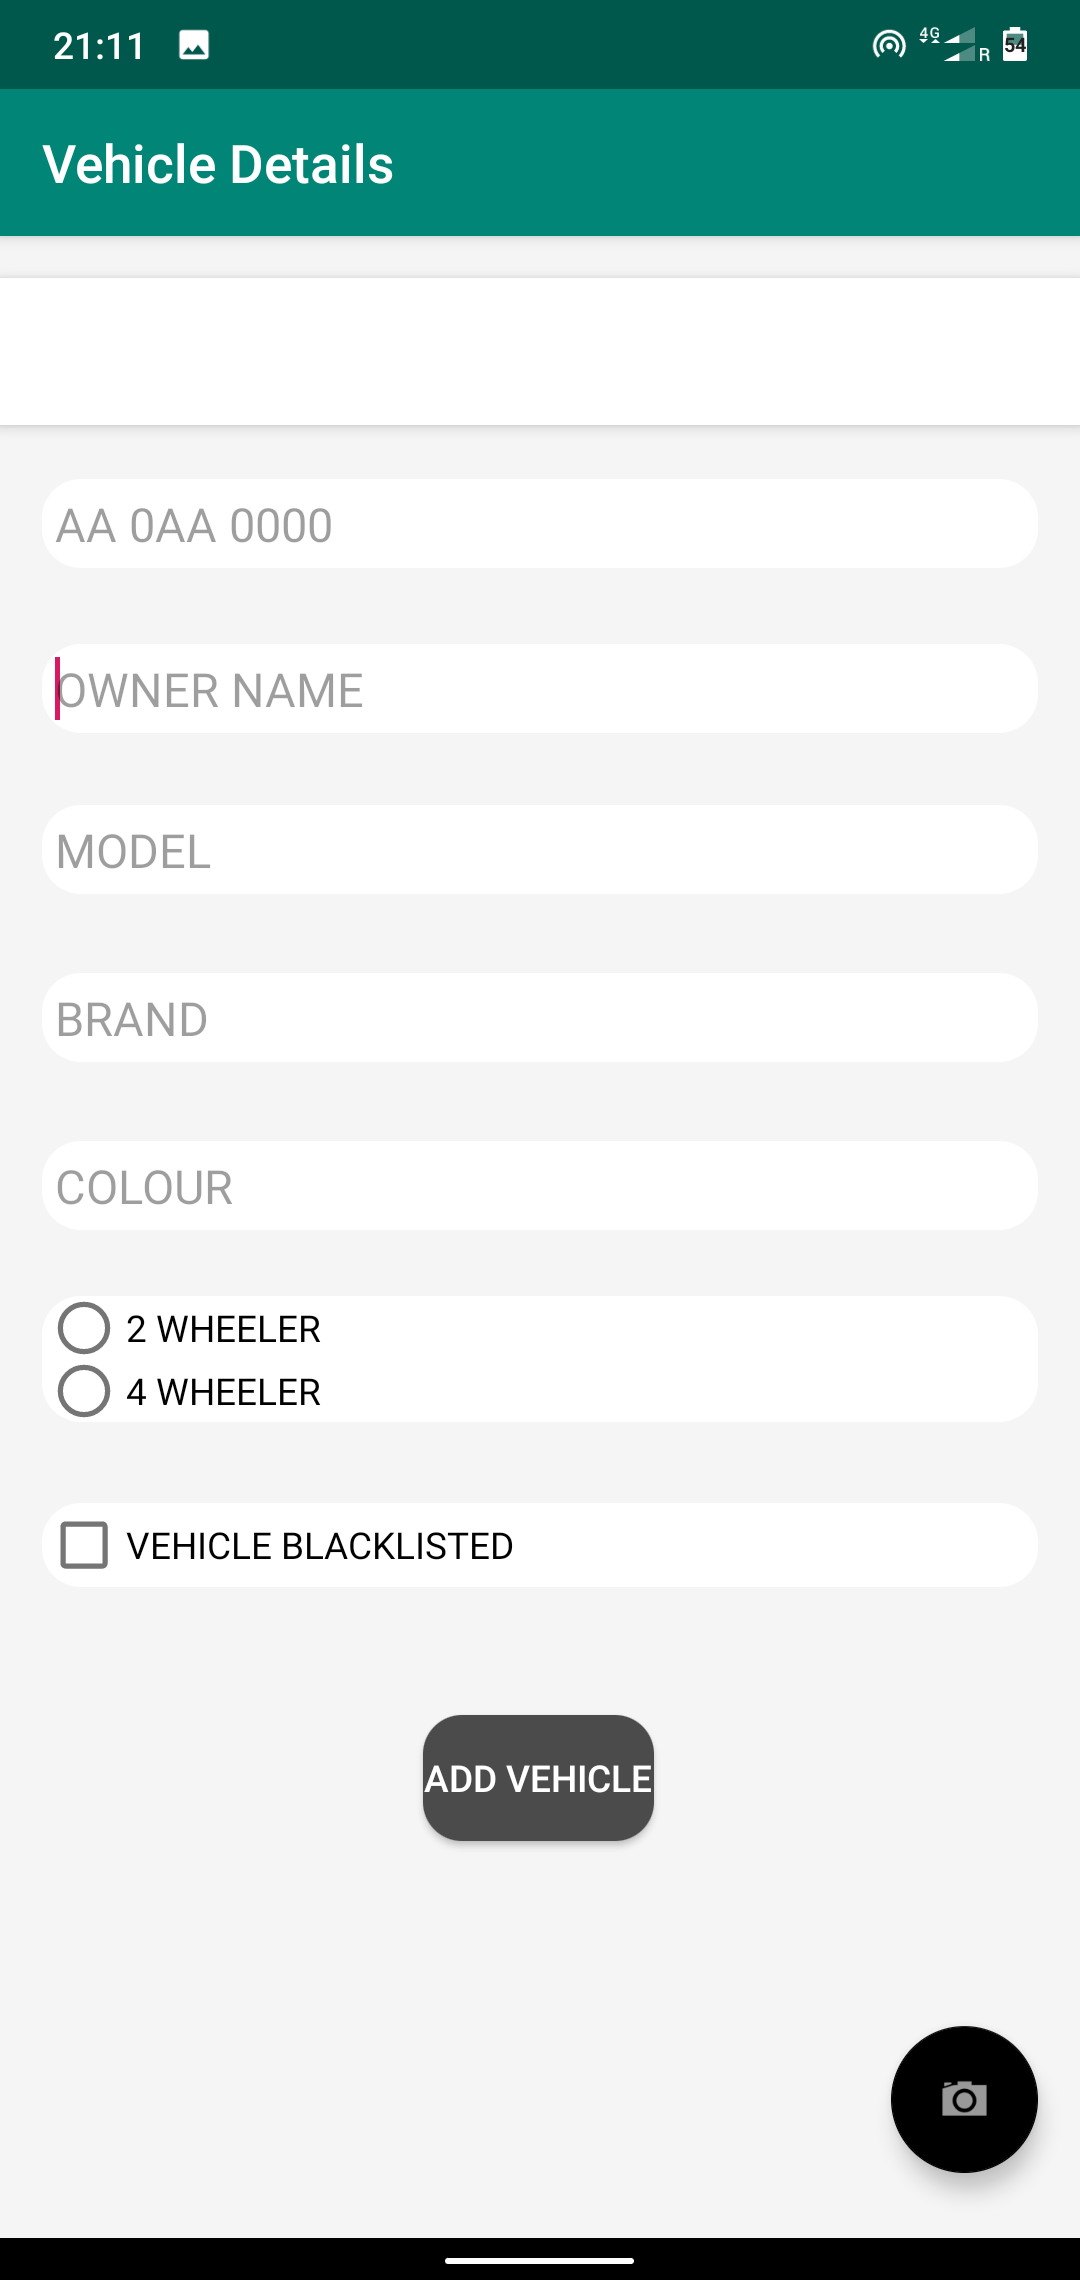 21:11
4G
R
54
Vehicle Details
AA 0AA 0000
OWNER NAME
MODEL
BRAND
COLOUR
2 WHEELER
4 WHEELER
VEHICLE BLACKLISTED
ADD VEHICLE